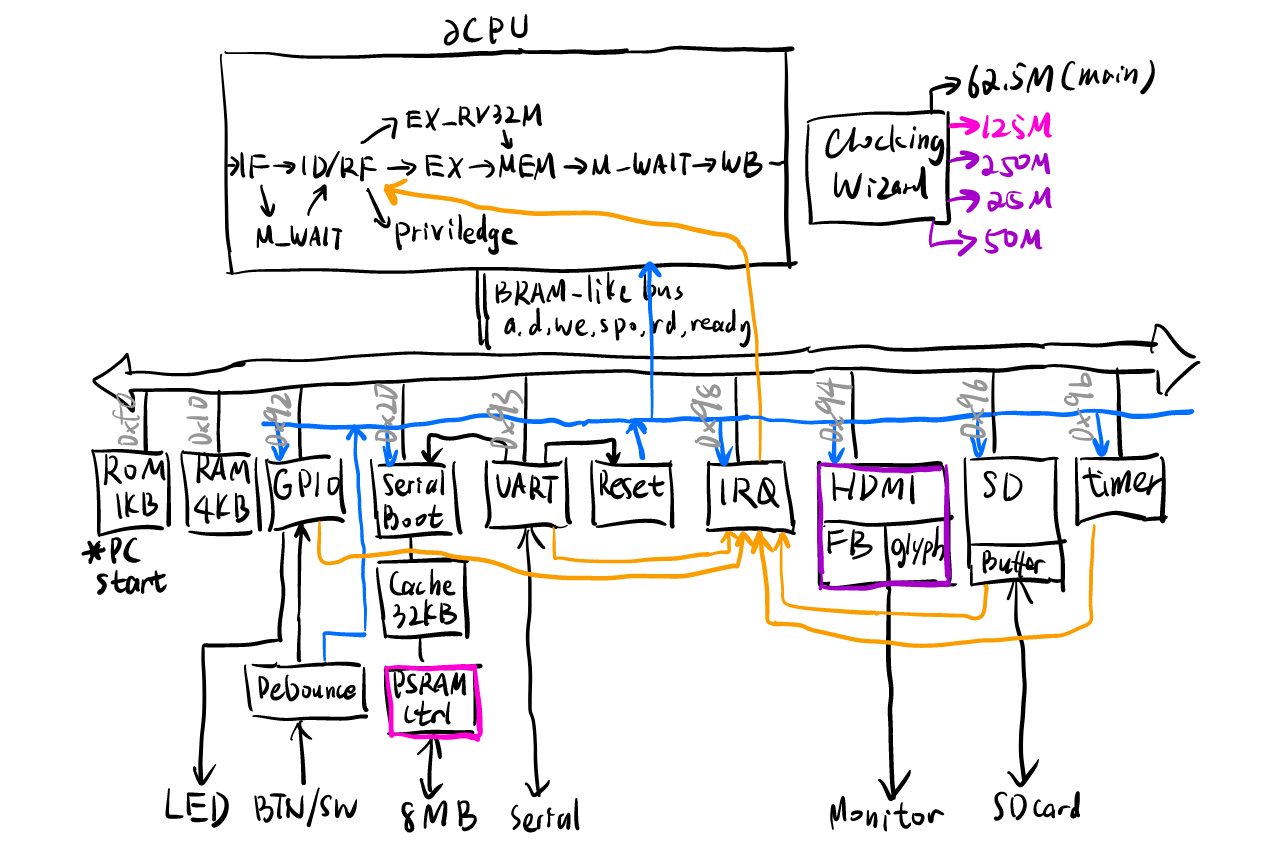 ∂CPU
62.5M (main)
125M
250M
25M
50M
Clocking
Wizard
EX_RV32M
IF
ID/RF
EX
MEM
M_WAIT
WB
M_WAIT
Priviledge
BRAM-like bus
a,d,we,spo,rd,ready
0xf0
0x10
0x92
0x20
0x93
0x98
0x94
0x96
0x9b
ROM
1KB
RAM
4KB
GPIO
Serial
Boot
UART
Reset
IRQ
HDMI
FB
glyph
SD
Buffer
timer
*PC
start
Cache
32KB
Debounce
PSRAM
Ctrl
LED
BTN/SW
8MB
Serial
Monitor
SDcard